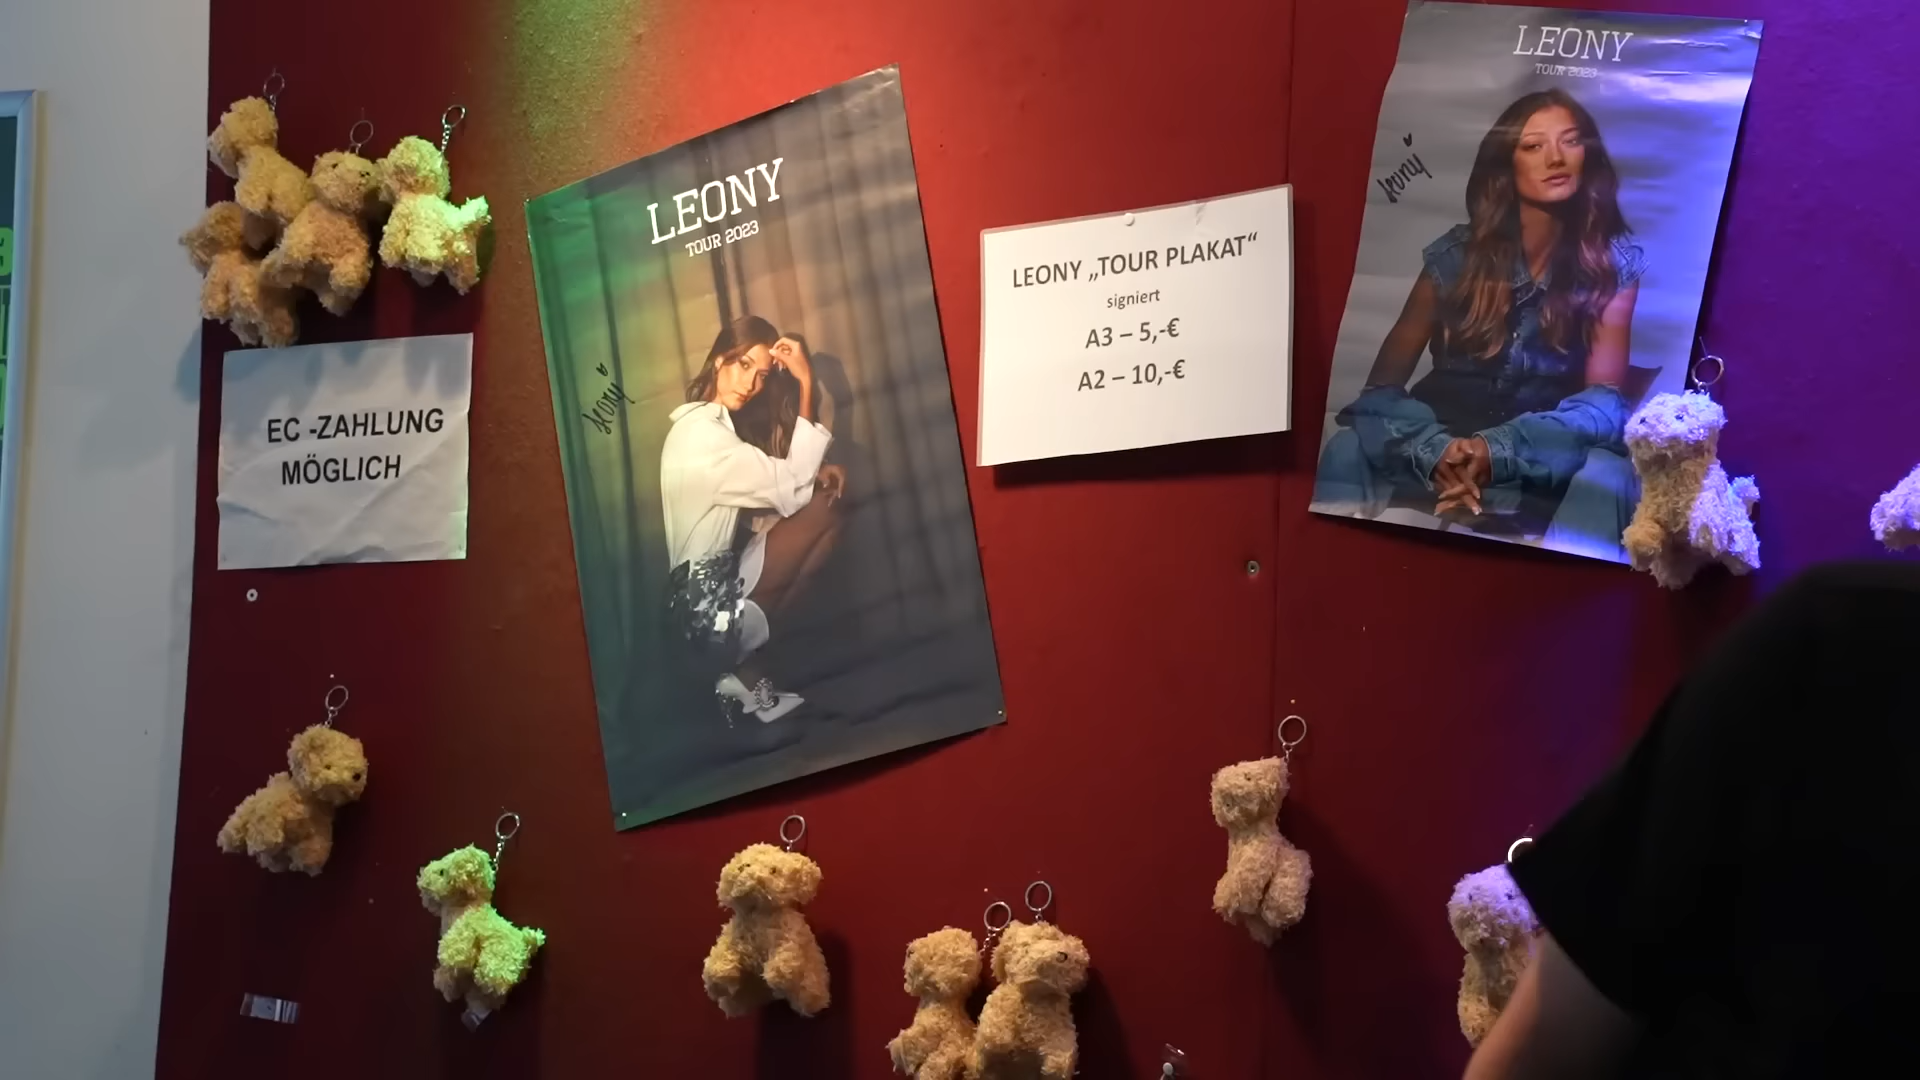 EC -ZAHLUNG
MÖGLICH
LEONY
TOUR 2023
Leony
LEONY „TOUR PLAKAT“
signiert
A3 – 5,-€
A2 – 10,-€
LEONY
TOUR 2023
Leony